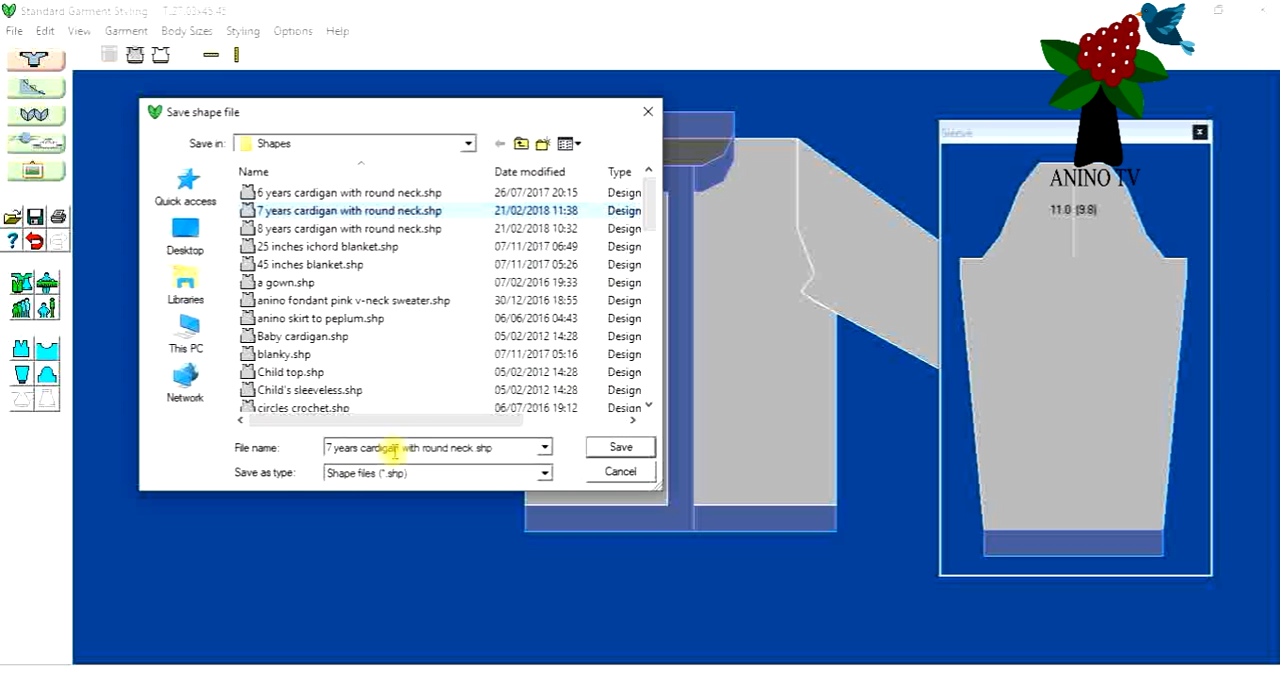 Standard Garment Styling
File Edit View Garment Body Sizes Styling Options Help
Save shape file
Save in: Shapes
Name Date modified Type
6 years cardigan with round neck.shp 26/07/2017 20:15 Design
7 years cardigan with round neck.shp 21/02/2018 11:38 Design
8 years cardigan with round neck.shp 21/02/2018 10:32 Design
25 inches ichord blanket.shp 07/11/2017 06:49 Design
45 inches blanket.shp 07/11/2017 05:26 Design
a gown.shp 07/02/2016 19:33 Design
anino fondant pink v-neck sweater.shp 30/12/2016 18:55 Design
anino skirt to peplum.shp 06/06/2016 04:43 Design
Baby cardigan.shp 05/02/2012 14:28 Design
blanky.shp 07/11/2017 05:16 Design
Child top.shp 05/02/2012 14:28 Design
Child's sleeveless.shp 05/02/2012 14:28 Design
circles crochet.shp 06/07/2016 19:12 Design
Quick access
Desktop
Libraries
This PC
Network
File name: 7 years cardigan with round neck.shp Save
Save as type: Shape files (*.shp) Cancel
ANINO TV
11.0 (9.8)